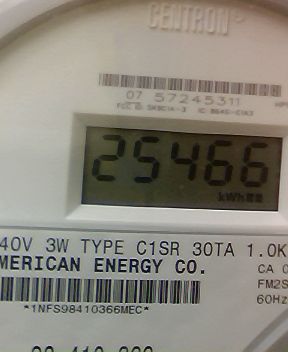 CENTRON
07 57245311
25466
kWh
40V 3W TYPE C1SR 30TA 1.0K
MERICAN ENERGY CO.
CA 0
FM2S
60Hz
*1NFS98410366MEC*